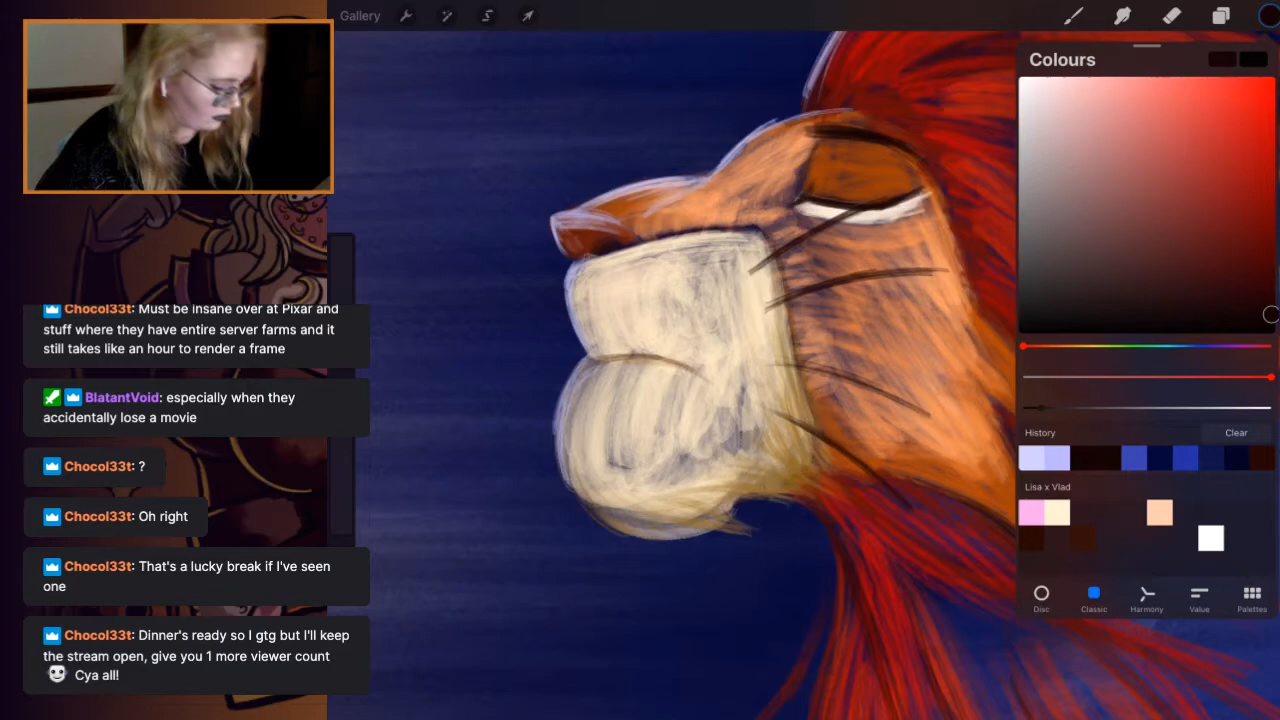 Gallery
Colours
Chocol33t: Must be insane over at Pixar and
stuff where they have entire server farms and it
still takes like an hour to render a frame
BlatantVoid: especially when they
accidentally lose a movie
Chocol33t: ?
Chocol33t: Oh right
Chocol33t: That's a lucky break if I've seen
one
Chocol33t: Dinner's ready so I gtg but I'll keep
the stream open, give you 1 more viewer count
Cya all!
History
Clear
Lisa x Vlad
Disc
Classic
Harmony
Value
Palettes